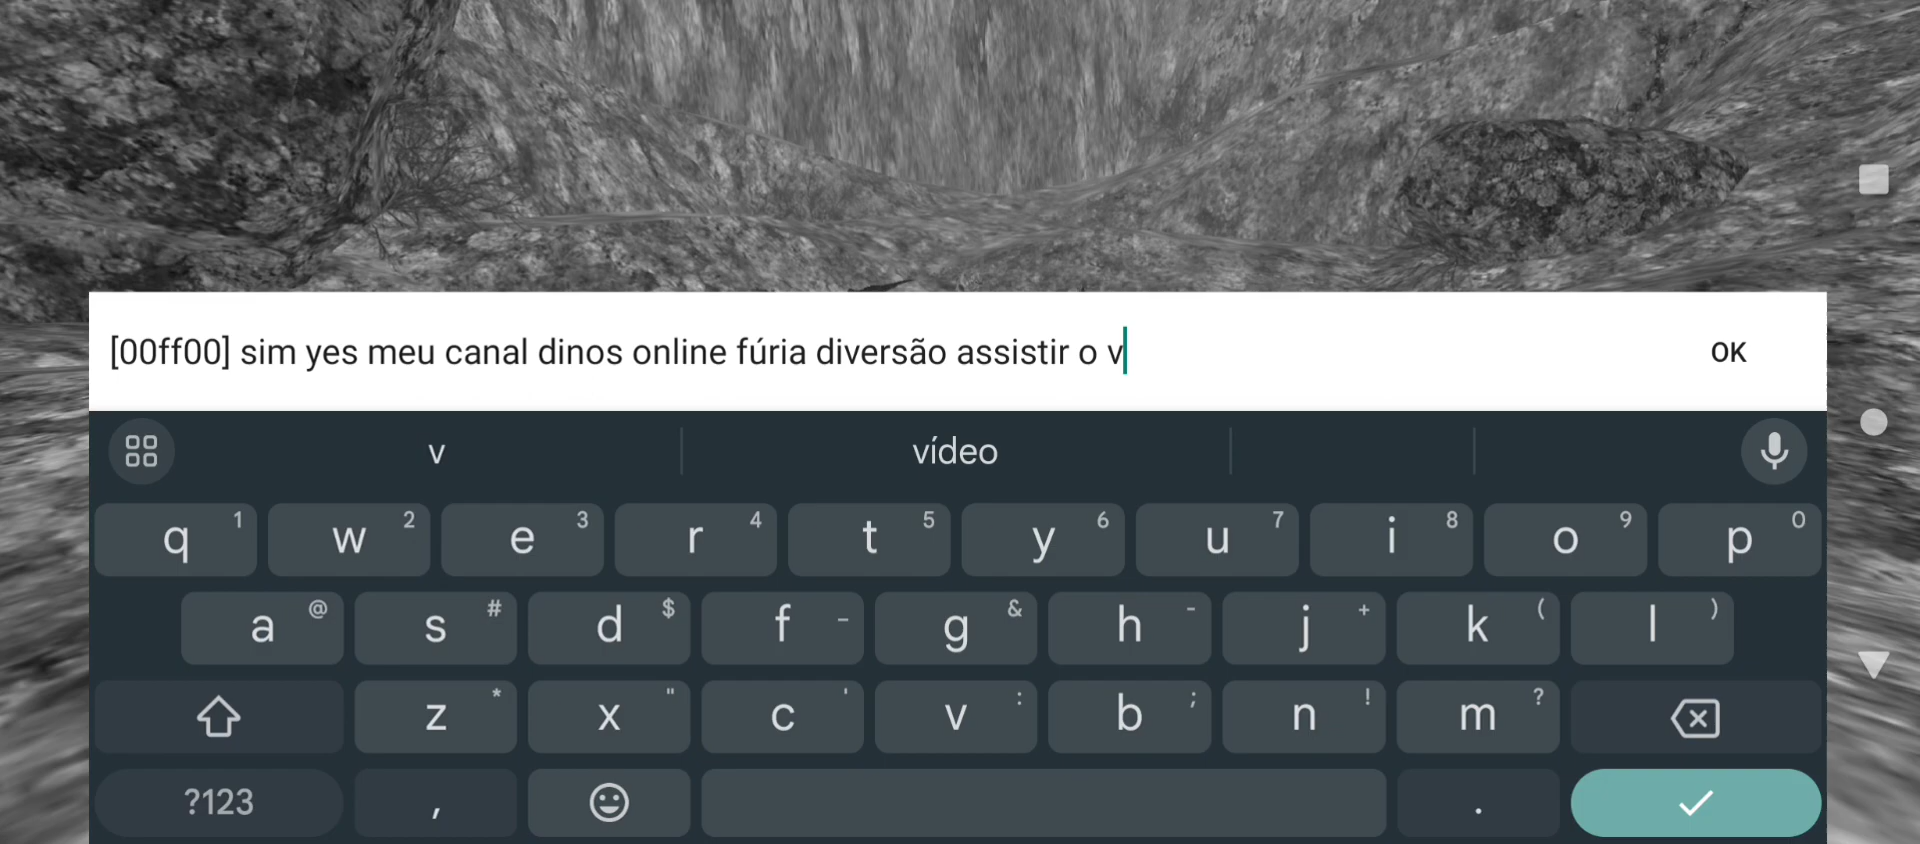 [00ff00] sim yes meu canal dinos online fúria diversão assistir o v
OK
v vídeo
q 1 w 2 e 3 r 4 t 5 y 6 u 7 i 8 o 9 p 0
a @ s # d $ f _ g & h - j + k ( l )
z * x " c ' v : b ; n ! m ?
?123 , .